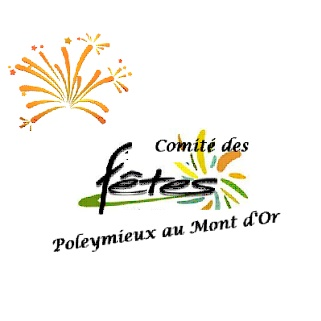 Comité des
fêtes
Poleymieux au Mont d'Or